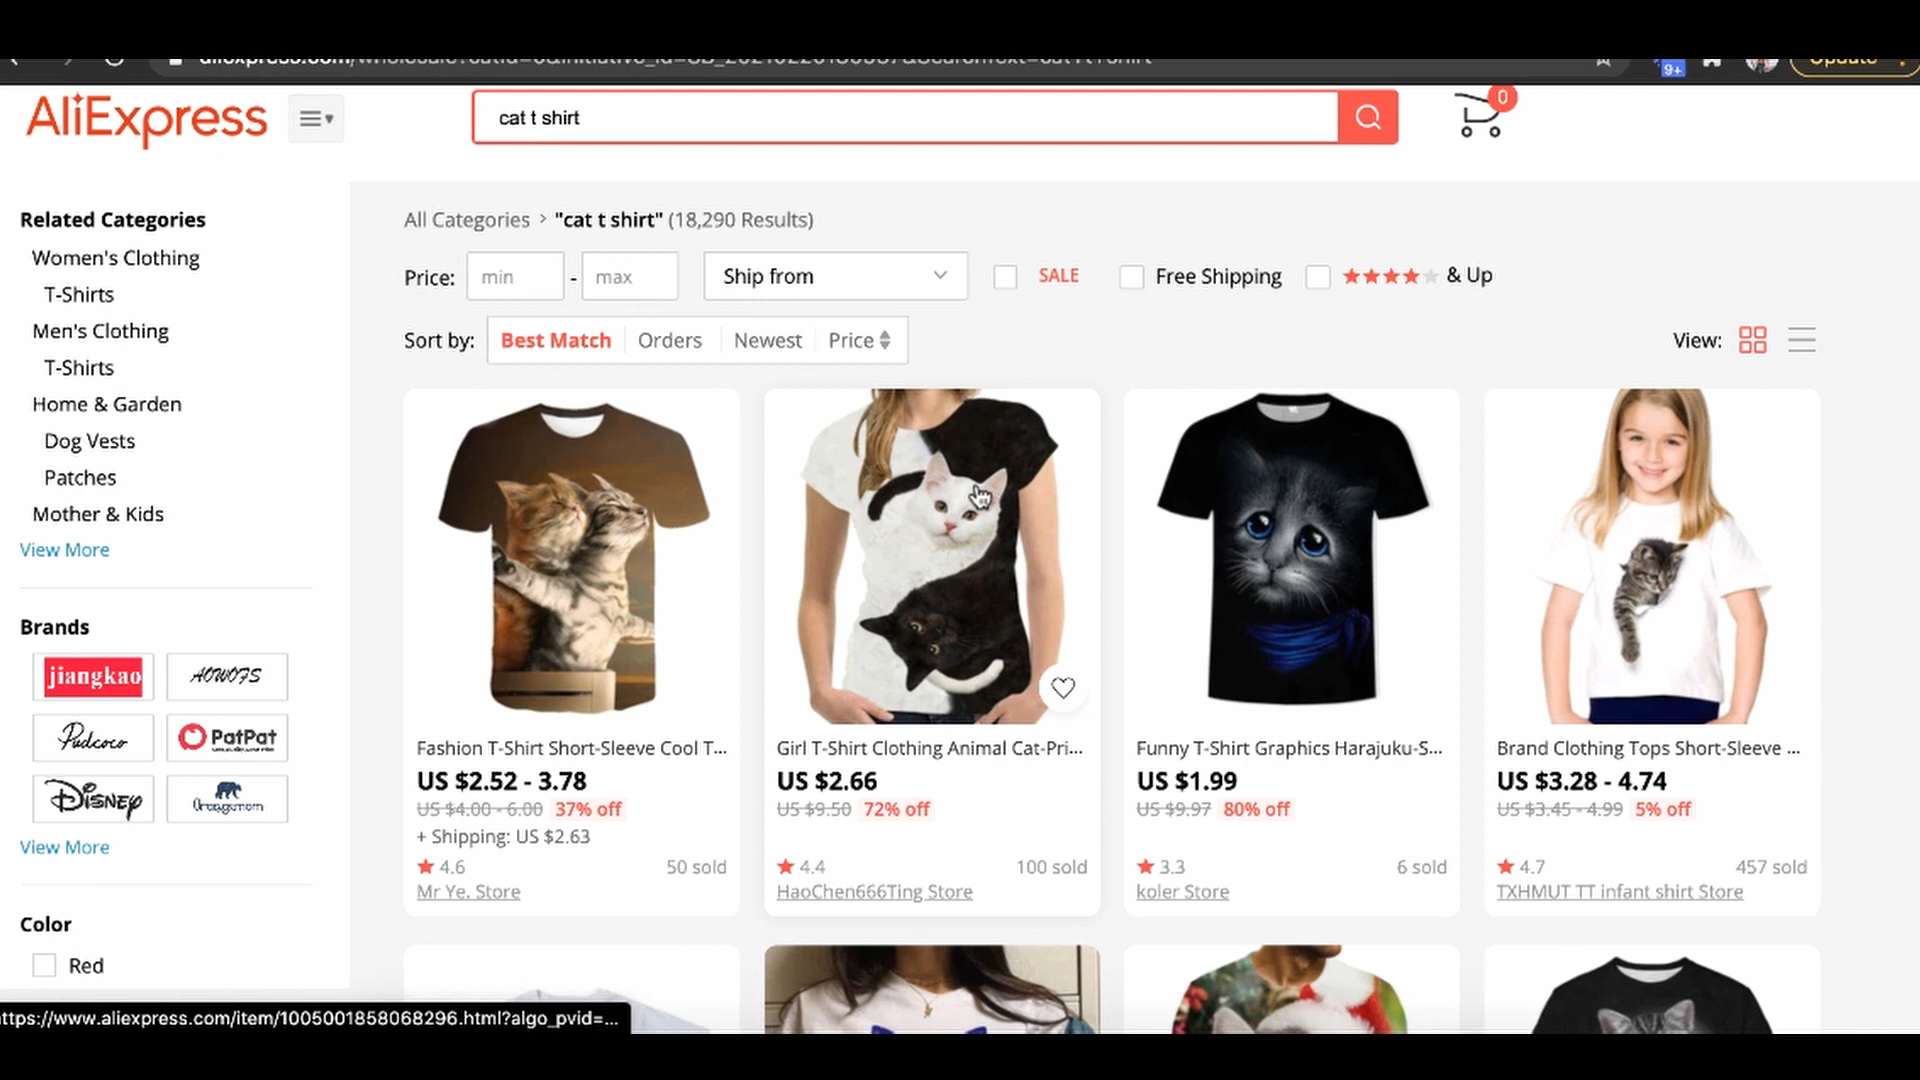 9+
AliExpress
cat t shirt
0
Related Categories
Women's Clothing
T-Shirts
Men's Clothing
T-Shirts
Home & Garden
Dog Vests
Patches
Mother & Kids
View More
Brands
jiangkao
AOWOFS
Pudcoco
PatPat
Disney
Orangemom
View More
Color
Red
All Categories > "cat t shirt" (18,290 Results)
Price: min - max Ship from SALE Free Shipping & Up
Sort by: Best Match Orders Newest Price View:
Fashion T-Shirt Short-Sleeve Cool T...
US $2.52 - 3.78
US $4.00 - 6.00 37% off
+ Shipping: US $2.63
4.6 50 sold
Mr Ye. Store
Girl T-Shirt Clothing Animal Cat-Pri...
US $2.66
US $9.50 72% off
4.4 100 sold
HaoChen666Ting Store
Funny T-Shirt Graphics Harajuku-S...
US $1.99
US $9.97 80% off
3.3 6 sold
koler Store
Brand Clothing Tops Short-Sleeve ...
US $3.28 - 4.74
US $3.45 - 4.99 5% off
4.7 457 sold
TXHMUT TT infant shirt Store
ttps://www.aliexpress.com/item/1005001858068296.html?algo_pvid=...